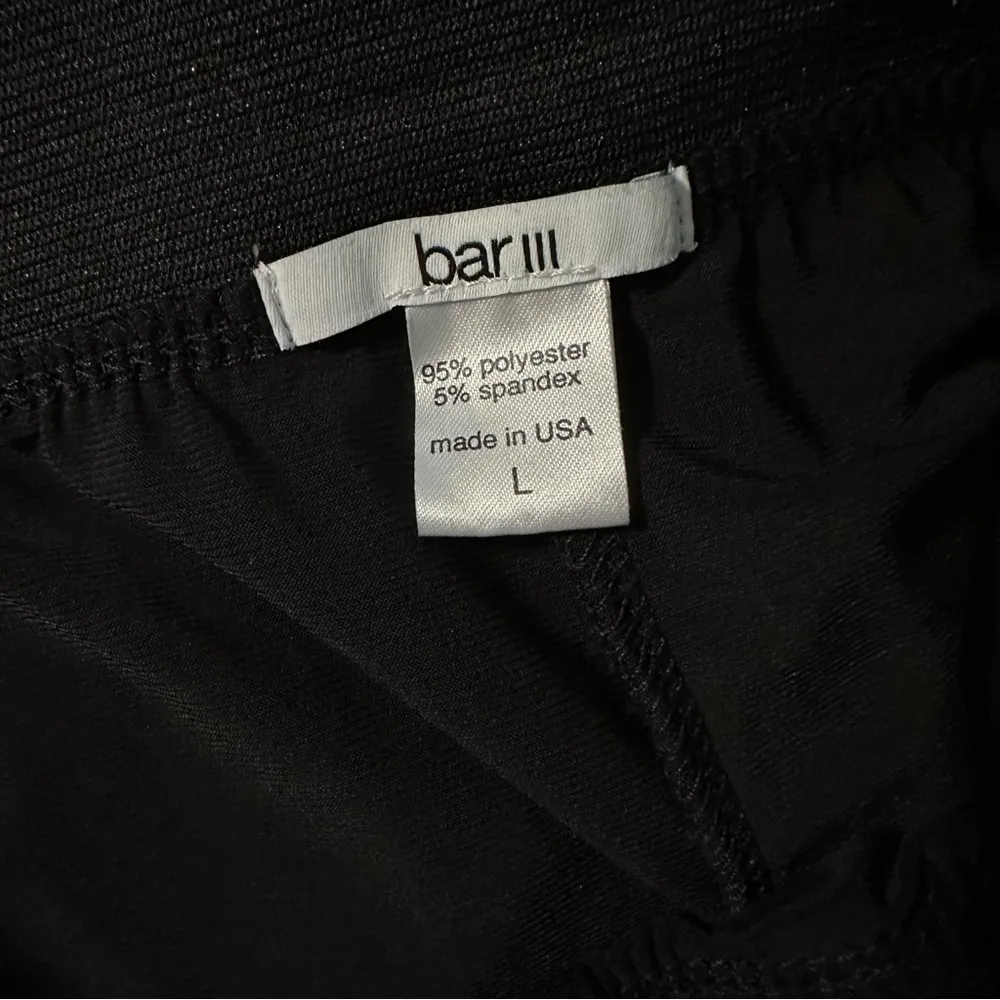 bar III
95% polyester
5% spandex
made in USA
L